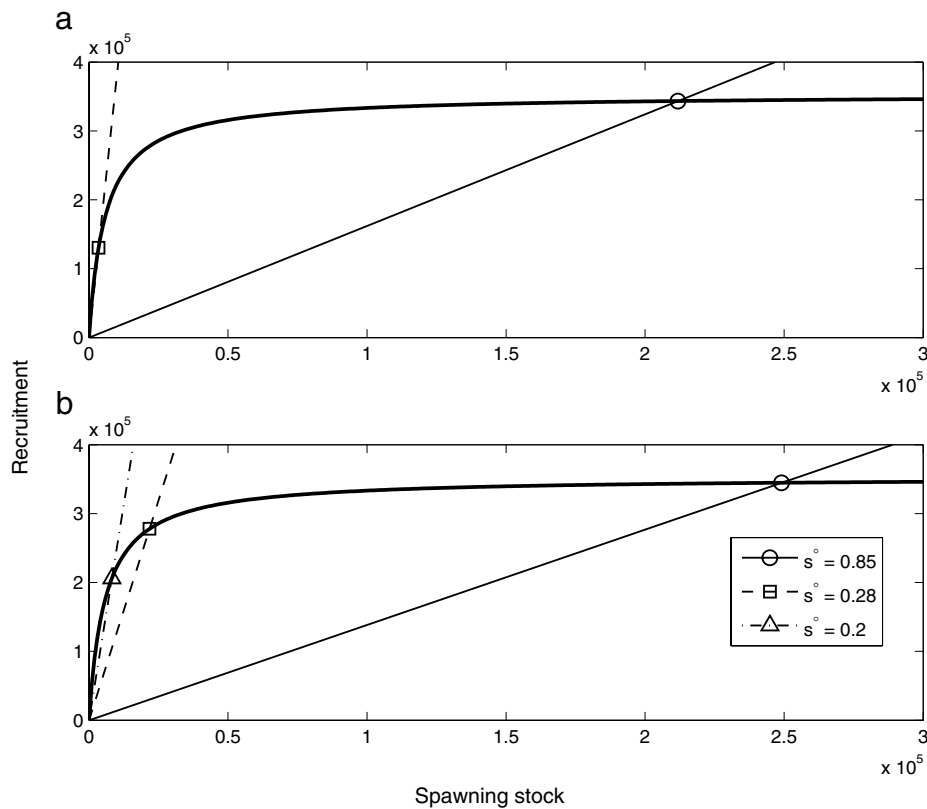 a
x 10^5
4
3
2
1
0
0 0.5 1 1.5 2 2.5 3
x 10^5
Recruitment
b
x 10^5
4
3
2
1
0
s° = 0.85
s° = 0.28
s° = 0.2
0 0.5 1 1.5 2 2.5 3
x 10^5
Spawning stock